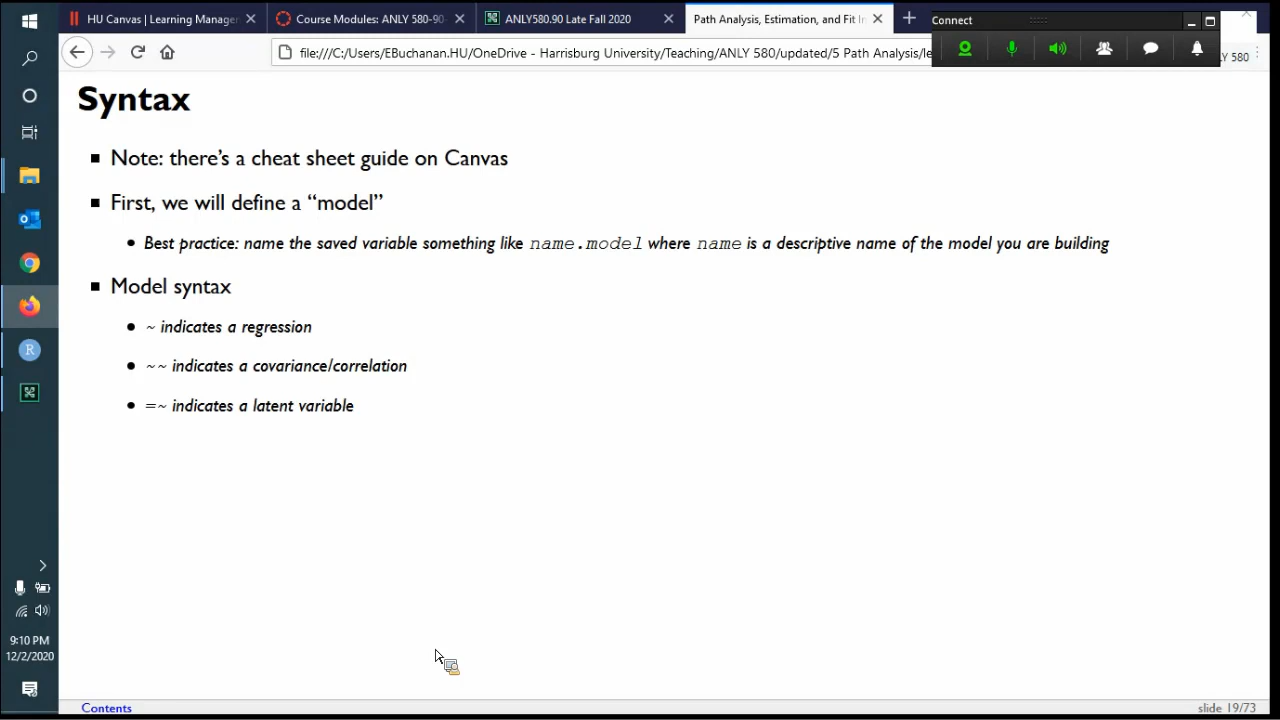 HU Canvas | Learning Manage
Course Modules: ANLY 580-90-
ANLY580.90 Late Fall 2020
Path Analysis, Estimation, and Fit In
Connect
file:///C:/Users/EBuchanan.HU/OneDrive - Harrisburg University/Teaching/ANLY 580/updated/5 Path Analysis/le
LY 580
Syntax
Note: there’s a cheat sheet guide on Canvas
First, we will define a “model”
Best practice: name the saved variable something like name.model where name is a descriptive name of the model you are building
Model syntax
~ indicates a regression
~~ indicates a covariance/correlation
=~ indicates a latent variable
9:10 PM
12/2/2020
Contents
slide 19/73